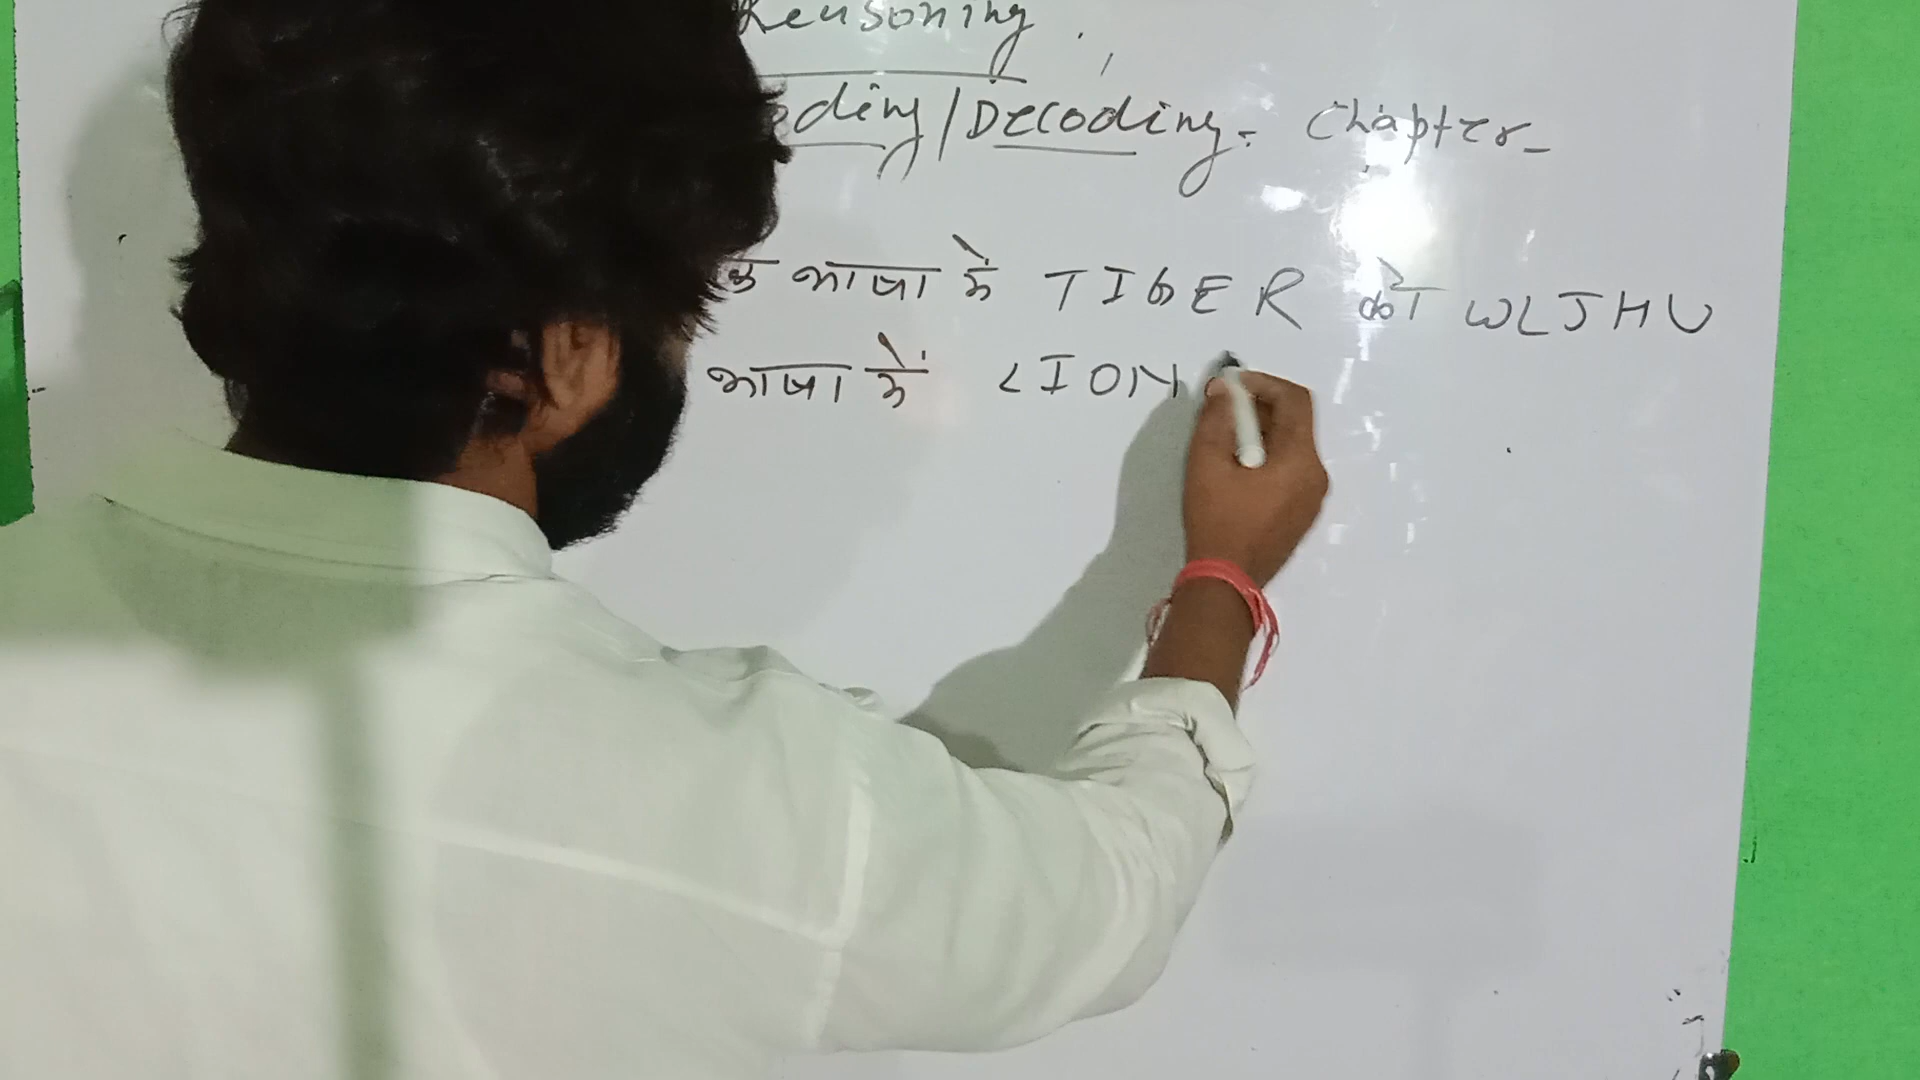 Reasoning
oding/Decoding. Chapter-
क भाषा में TIGER को WLJHU
भाषा में LION